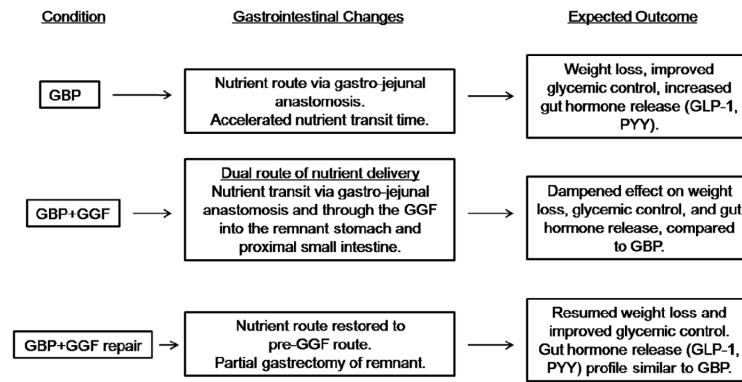 Condition
Gastrointestinal Changes
Expected Outcome
GBP
Nutrient route via gastro-jejunal
anastomosis.
Accelerated nutrient transit time.
Weight loss, improved
glycemic control, increased
gut hormone release (GLP-1,
PYY).
GBP+GGF
Dual route of nutrient delivery
Nutrient transit via gastro-jejunal
anastomosis and through the GGF
into the remnant stomach and
proximal small intestine.
Dampened effect on weight
loss, glycemic control, and gut
hormone release, compared
to GBP.
GBP+GGF repair
Nutrient route restored to
pre-GGF route.
Partial gastrectomy of remnant.
Resumed weight loss and
improved glycemic control.
Gut hormone release (GLP-1,
PYY) profile similar to GBP.